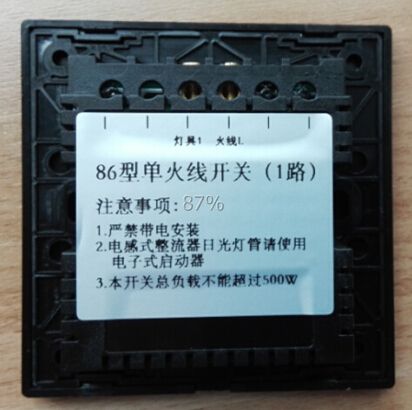 灯具1 火线L
86型单火线开关（1路）
注意事项:
87%
1.严禁带电安装
2.电感式整流器日光灯管请使用
电子式启动器
3.本开关总负载不能超过500W